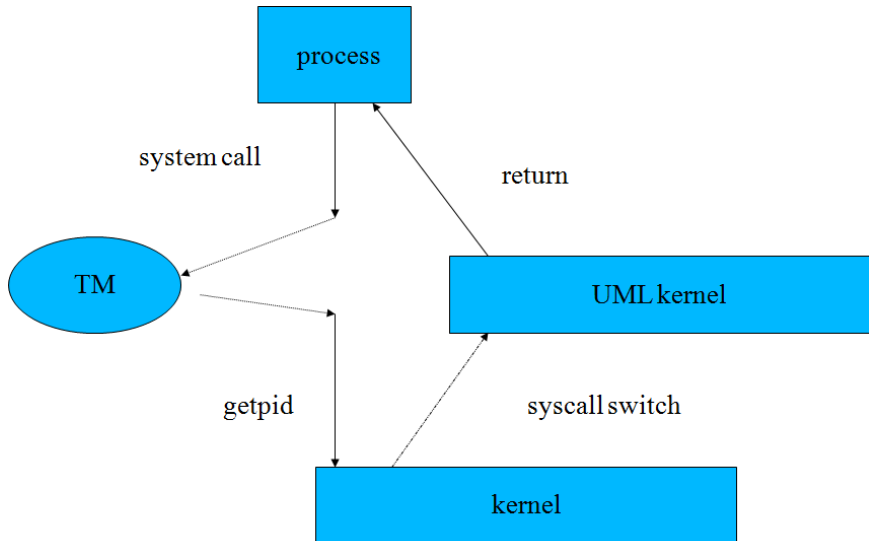 process
system call
return
TM
UML kernel
getpid
syscall switch
kernel